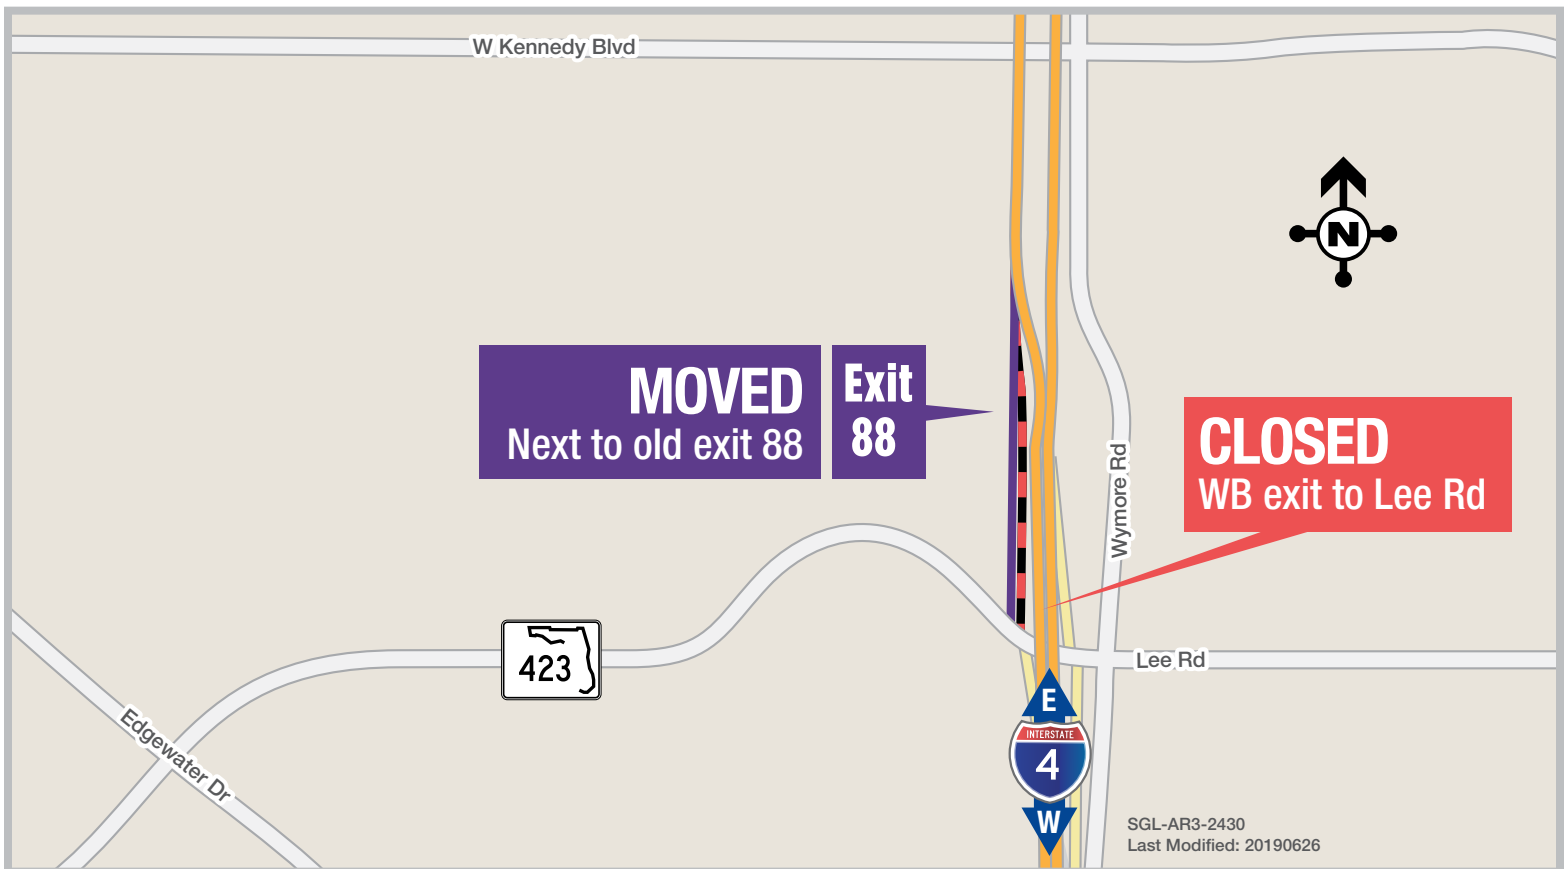 W Kennedy Blvd
N
MOVED
Next to old exit 88
Exit
88
CLOSED
WB exit to Lee Rd
Wymore Rd
423
Lee Rd
Edgewater Dr
E
INTERSTATE
4
W
SGL-AR3-2430
Last Modified: 20190626